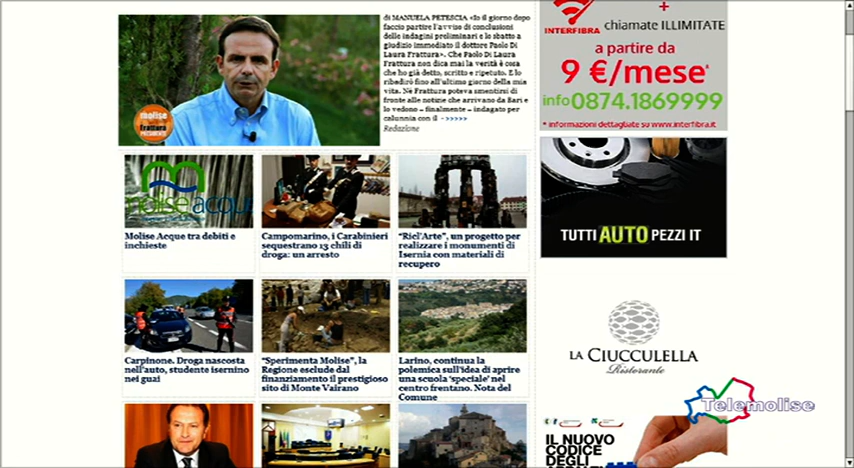 di MANUELA PETESCIA «Io il giorno dopo
faccio partire l'avviso di conclusioni
delle indagini preliminari e lo sbatto a
giudizio immediato il dottore Paolo Di
Laura Frattura». Che Paolo Di Laura
Frattura non dica mai la verità è cosa
che ho già detto, scritto e ripetuto. E lo
ribadirò fino all'ultimo giorno della mia
vita. Né Frattura poteva smentirsi di
fronte alle notizie che arrivano da Bari e
lo vedono – finalmente – indagato per
calunnia con il - >>>>>
Redazione
molise
Frattura
PRESIDENTE
molise acque
Molise Acque tra debiti e
inchieste
Campomarino, i Carabinieri
sequestrano 13 chili di
droga: un arresto
“Riel'Arte”, un progetto per
realizzare i monumenti di
Isernia con materiali di
recupero
Carpinone. Droga nascosta
nell'auto, studente isernino
nei guai
“Sperimenta Molise”, la
Regione esclude dal
finanziamento il prestigioso
sito di Monte Vairano
Larino, continua la
polemica sull'idea di aprire
una scuola 'speciale' nel
centro frentano. Nota del
Comune
INTERFIBRA
+
chiamate ILLIMITATE
a partire da
9 €/mese*
info 0874.1869999
* informazioni dettagliate su www.interfibra.it
TUTTI AUTO PEZZI IT
LA CIUCCULELLA
Ristorante
Telemolise
IL NUOVO
CODICE
DEGLI